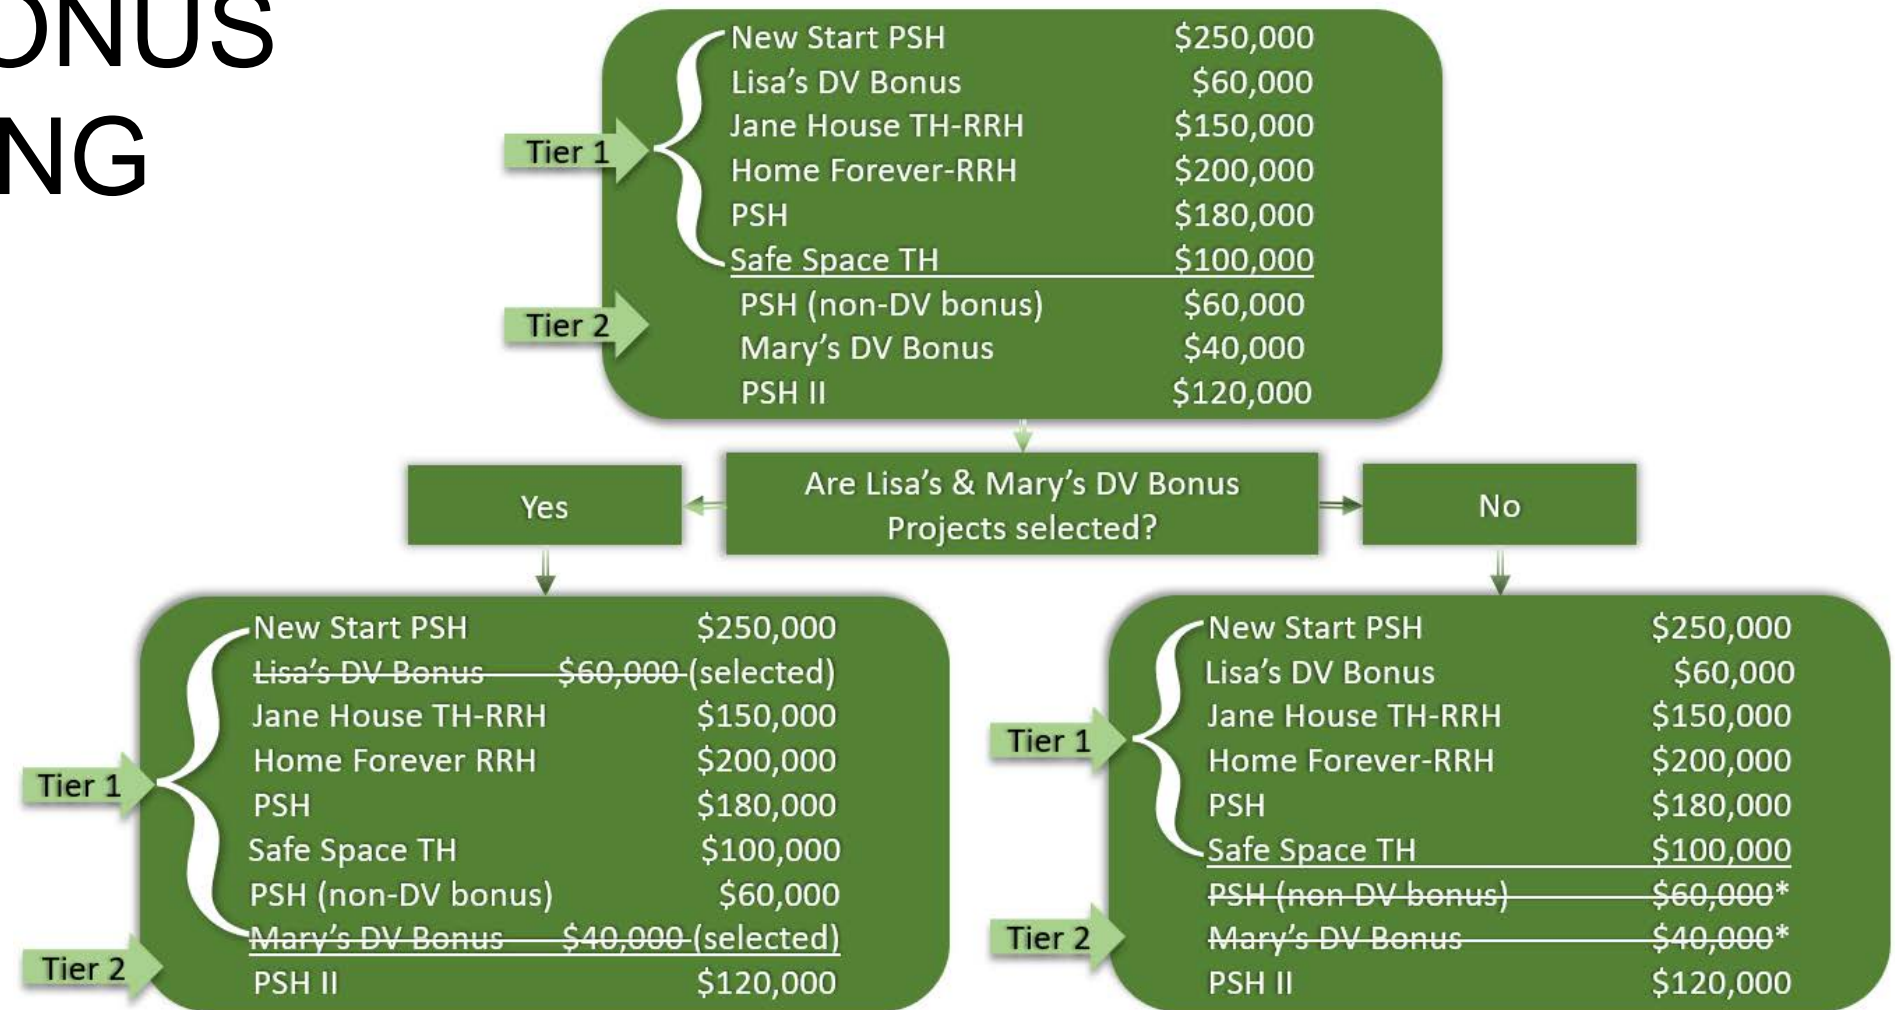 ONUS
NG
New Start PSH $250,000
Lisa's DV Bonus $60,000
Jane House TH-RRH $150,000
Tier 1
Home Forever-RRH $200,000
PSH $180,000
Safe Space TH $100,000
PSH (non-DV bonus) $60,000
Tier 2
Mary's DV Bonus $40,000
PSH II $120,000
Are Lisa's & Mary's DV Bonus
Projects selected?
Yes
No
New Start PSH $250,000
Lisa's DV Bonus $60,000 (selected)
Jane House TH-RRH $150,000
Home Forever RRH $200,000
Tier 1
PSH $180,000
Safe Space TH $100,000
PSH (non-DV bonus) $60,000
Mary's DV Bonus $40,000 (selected)
Tier 2
PSH II $120,000
New Start PSH $250,000
Lisa's DV Bonus $60,000
Jane House TH-RRH $150,000
Tier 1
Home Forever-RRH $200,000
PSH $180,000
Safe Space TH $100,000
PSH (non DV bonus) $60,000*
Tier 2
Mary's DV Bonus $40,000*
PSH II $120,000